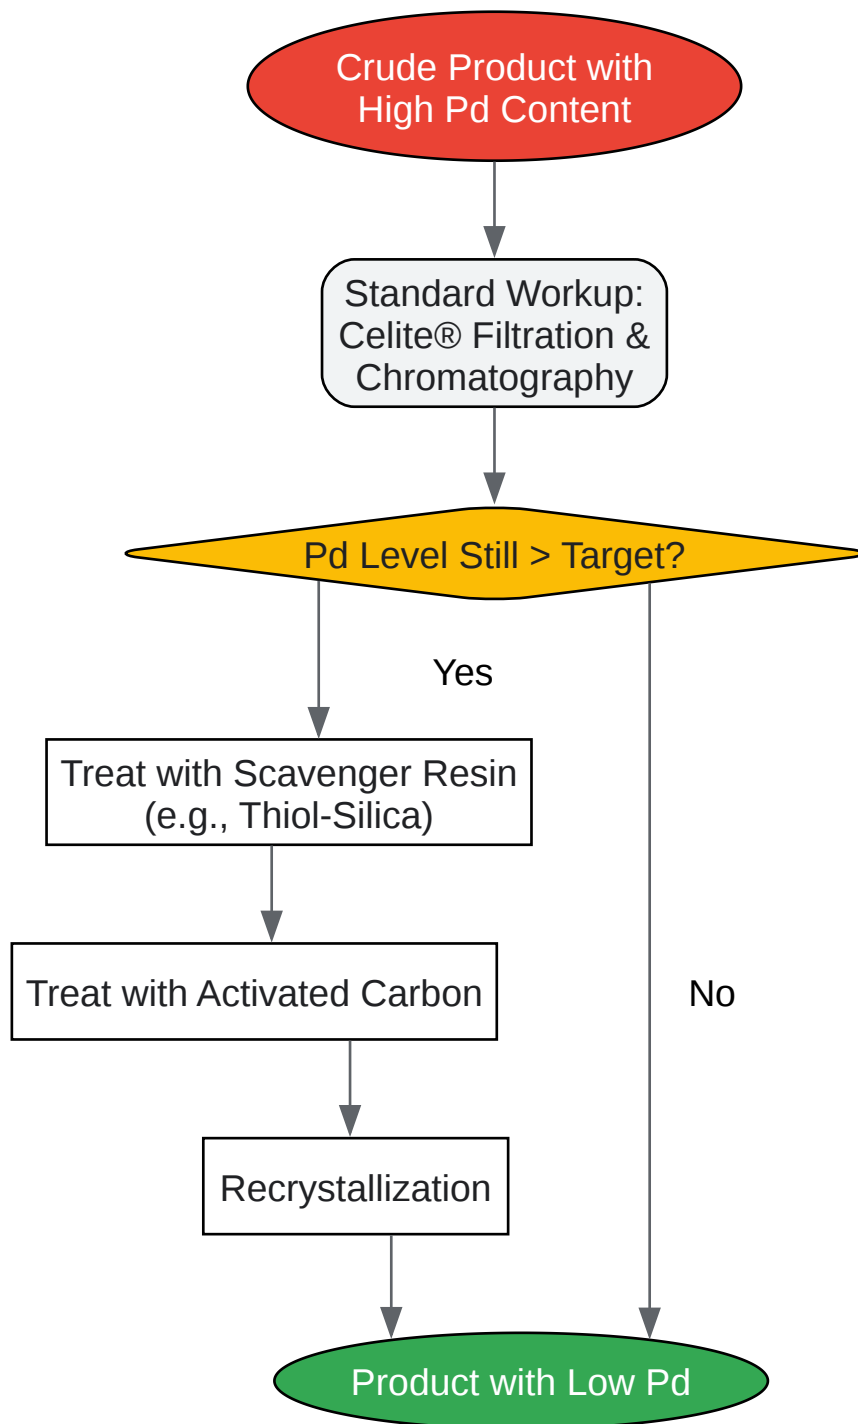 Crude Product with
High Pd Content
Standard Workup:
Celite® Filtration &
Chromatography
Pd Level Still > Target?
Yes
Treat with Scavenger Resin
(e.g., Thiol-Silica)
Treat with Activated Carbon
No
Recrystallization
Product with Low Pd